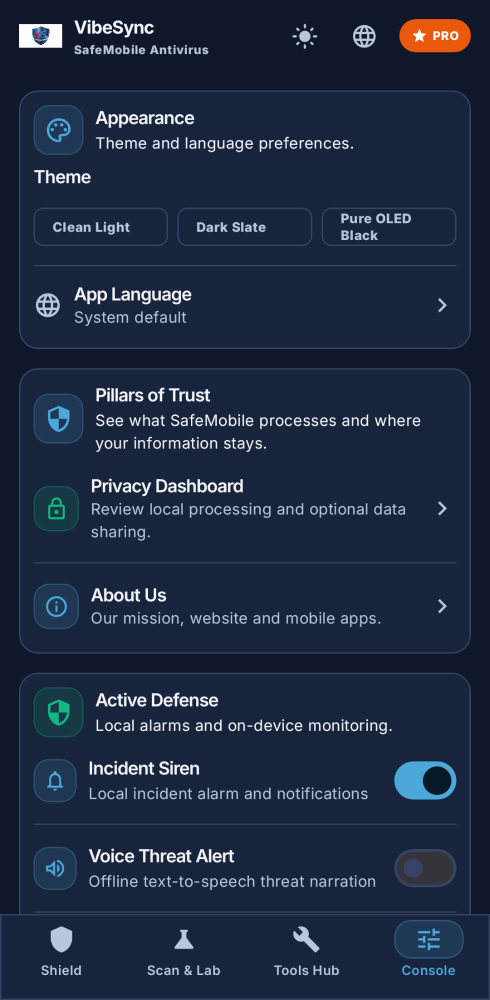 VibeSync
SafeMobile Antivirus
PRO
Appearance
Theme and language preferences.
Theme
Clean Light
Dark Slate
Pure OLED
Black
App Language
System default
Pillars of Trust
See what SafeMobile processes and where
your information stays.
Privacy Dashboard
Review local processing and optional data
sharing.
About Us
Our mission, website and mobile apps.
Active Defense
Local alarms and on-device monitoring.
Incident Siren
Local incident alarm and notifications
Voice Threat Alert
Offline text-to-speech threat narration
Shield
Scan & Lab
Tools Hub
Console